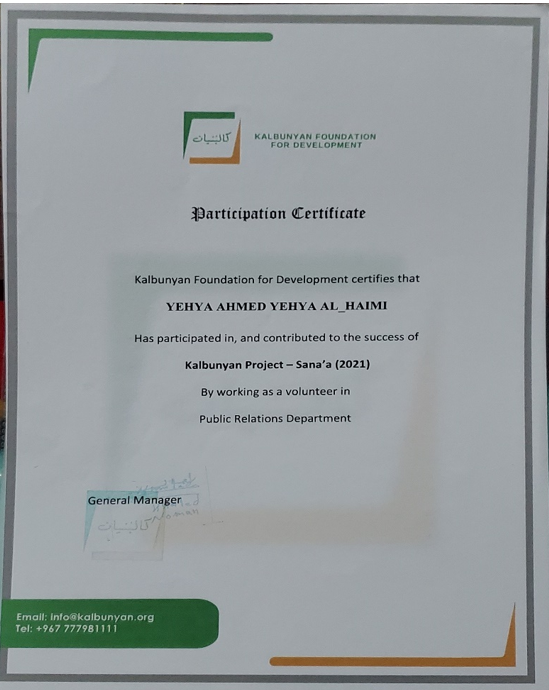 كالبنيان
KALBUNYAN FOUNDATION
FOR DEVELOPMENT
Participation Certificate
Kalbunyan Foundation for Development certifies that
YEHYA AHMED YEHYA AL_HAIMI
Has participated in, and contributed to the success of
Kalbunyan Project – Sana’a (2021)
By working as a volunteer in
Public Relations Department
General Manager
كالبنيان
Email: info@kalbunyan.org
Tel: +967 777981111